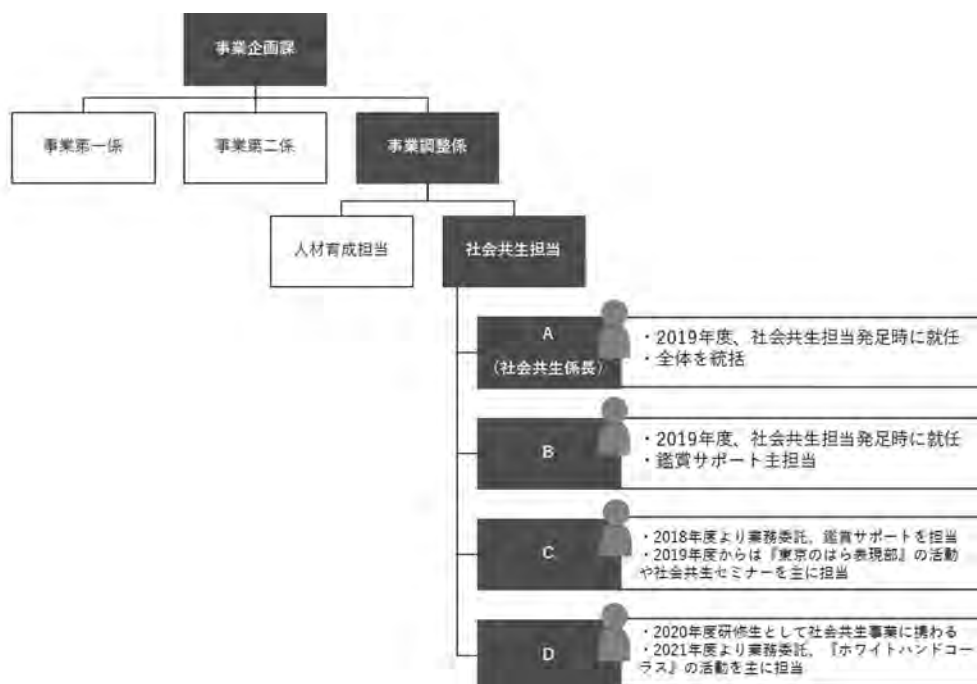 事業企画課
事業第一係
事業第二係
事業調整係
人材育成担当
社会共生担当
A
（社会共生係長）
・2019年度、社会共生担当発足時に就任
・全体を統括
B
・2019年度、社会共生担当発足時に就任
・鑑賞サポート主担当
C
・2018年度より業務委託、鑑賞サポートを担当
・2019年度からは『東京のはら表現部』の活動
や社会共生セミナーを主に担当
D
・2020年度研修生として社会共生事業に携わる
・2021年度より業務委託、『ホワイトハンドコー
ラス』の活動を主に担当